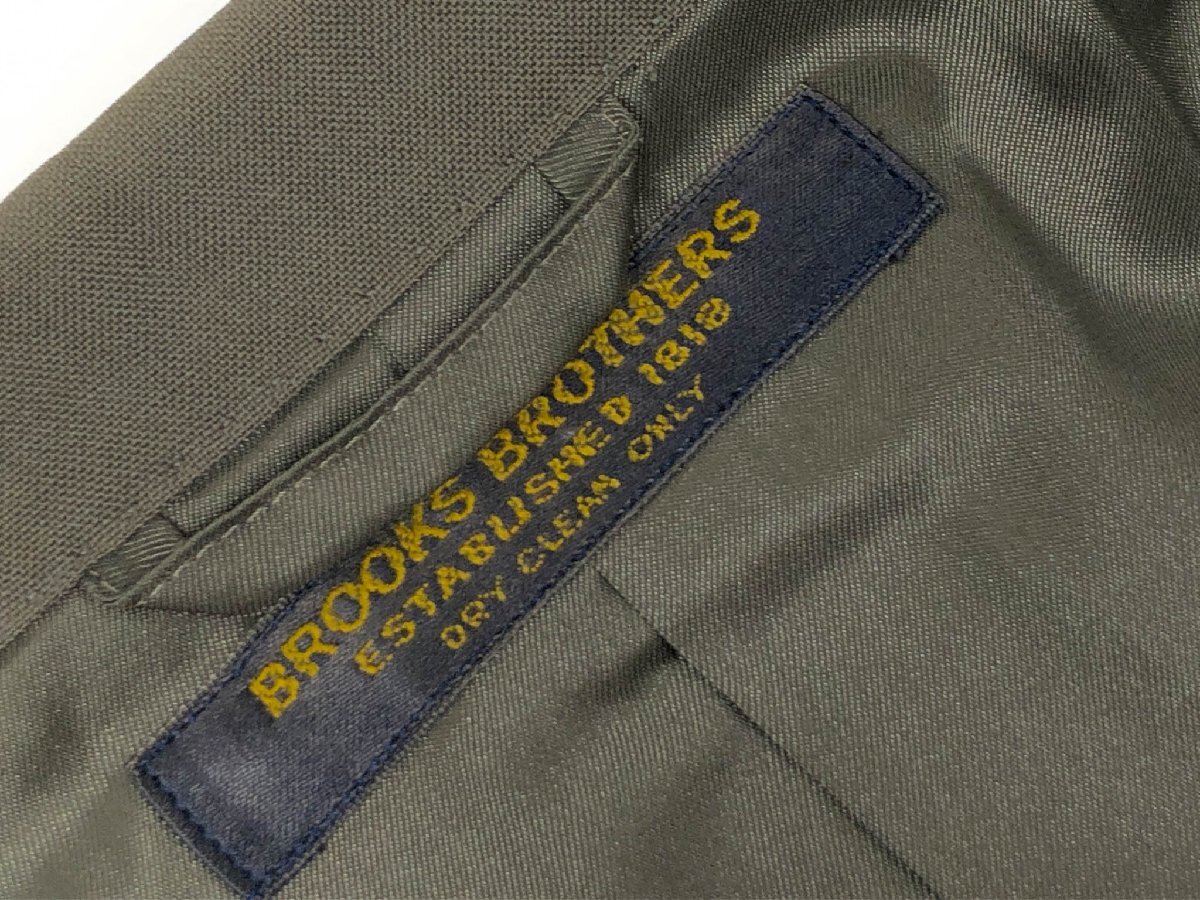 BROOKS BROTHERS
ESTABLISHED 1818
DRY CLEAN ONLY